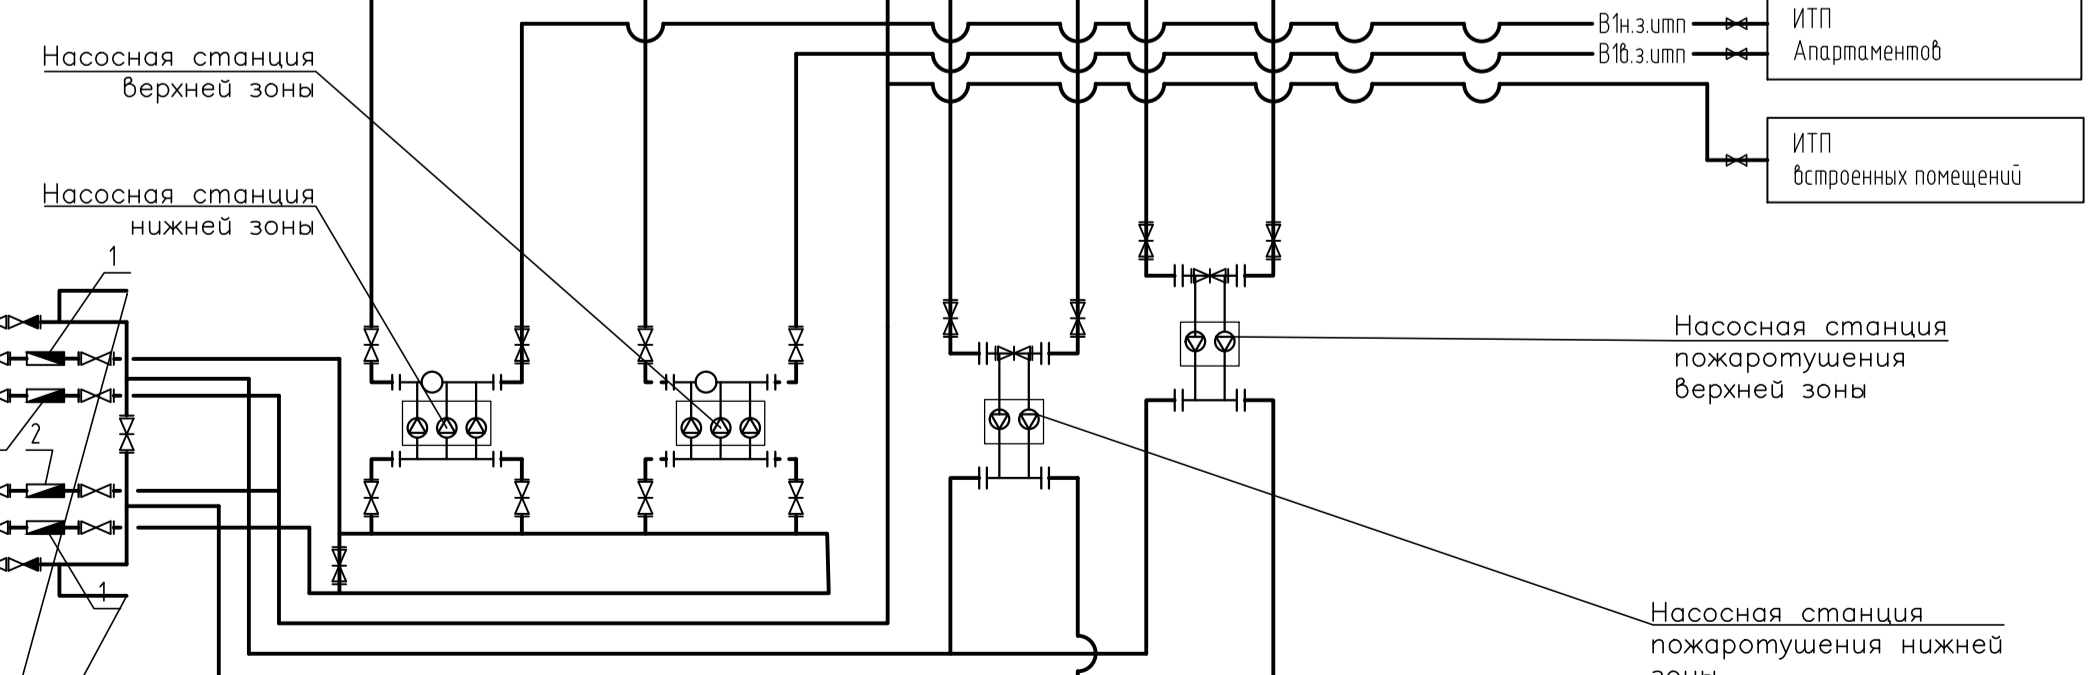 В1н.з.итп
В1в.з.итп
ИТП
Апартаментов
ИТП
встроенных помещений
Насосная станция
верхней зоны
Насосная станция
нижней зоны
1
2
1
Насосная станция
пожаротушения
верхней зоны
Насосная станция
пожаротушения нижней
зоны